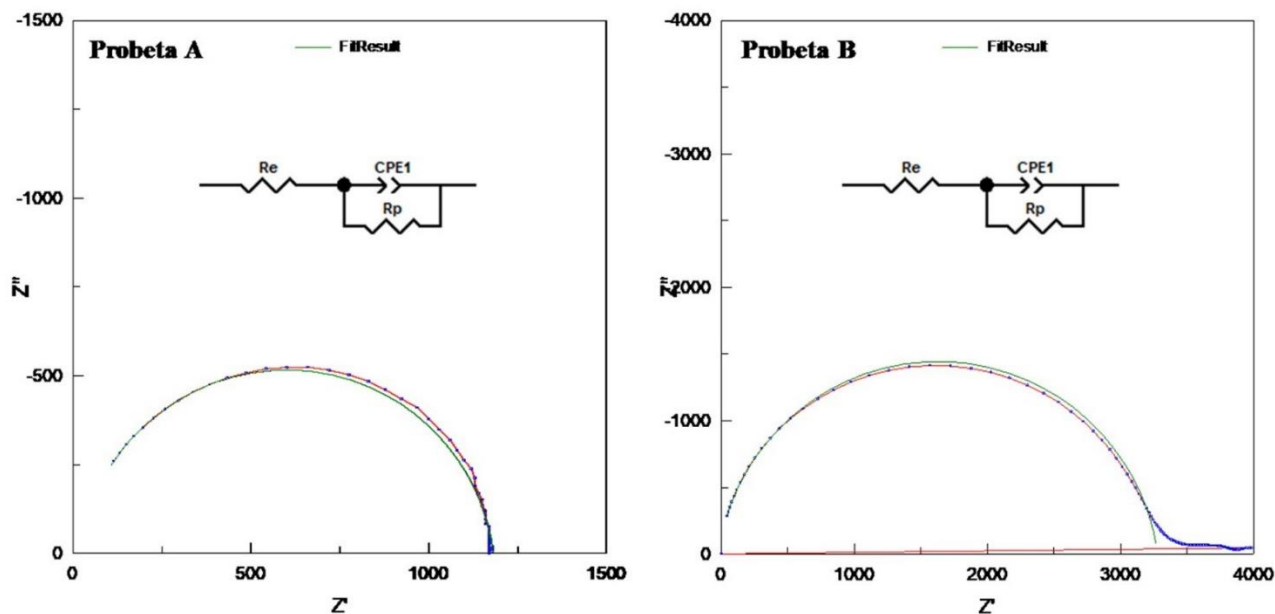 -1500
Probeta A
FitResult
Re
CPE1
Rp
-1000
Z''
-500
0
0
500
1000
1500
Z'
-4000
Probeta B
FitResult
-3000
Re
CPE1
Rp
Z''
-2000
-1000
0
0
1000
2000
3000
4000
Z'